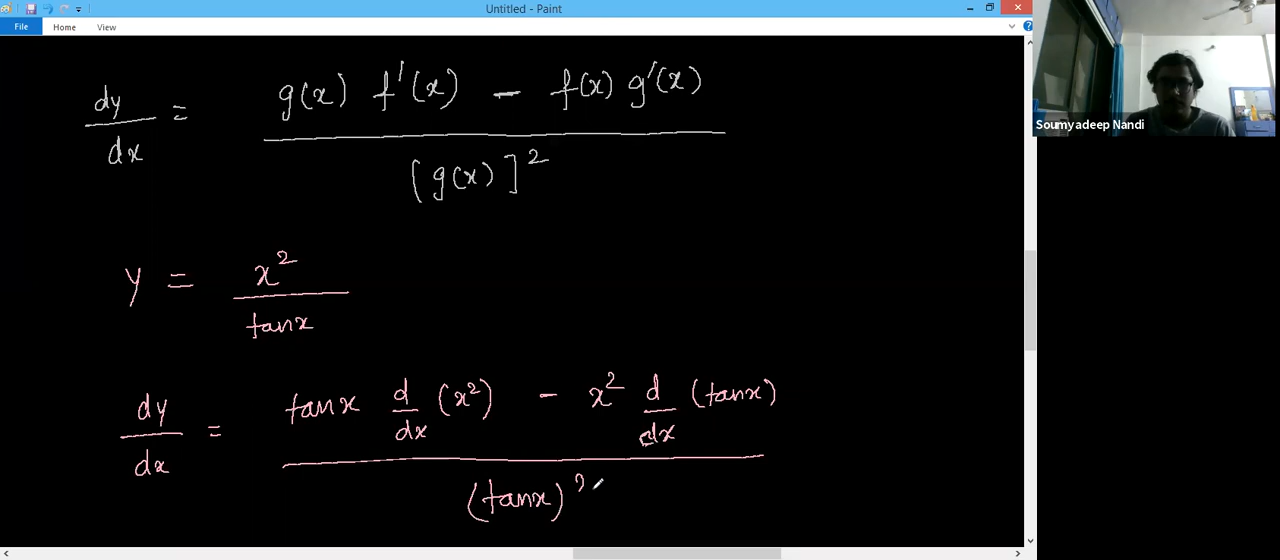 Untitled - Paint
File Home View
Soumyadeep Nandi
dy/dx = g(x) f'(x) - f(x) g'(x) / [g(x)]²
y = x² / tanx
dy/dx = tanx d/dx (x²) - x² d/dx (tanx) / (tanx)²